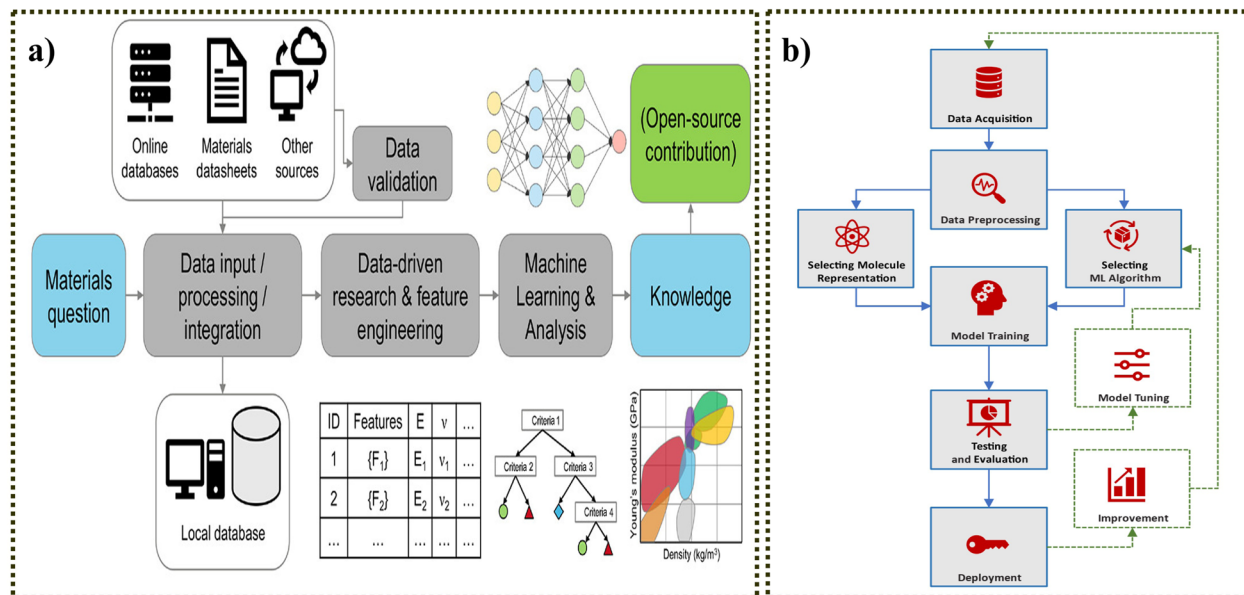 a)
Online
databases
Materials
datasheets
Other
sources
Data
validation
(Open-source
contribution)
Materials
question
Data input /
processing /
integration
Data-driven
research & feature
engineering
Machine
Learning &
Analysis
Knowledge
Local database
ID Features E ν ...
1 {F₁} E₁ ν₁ ...
2 {F₂} E₂ ν₂ ...
... ... ... ... ...
Criteria 1
Criteria 2 Criteria 3
Criteria 4
Young's modulus (GPa)
Density (kg/m³)
b)
Data Acquisition
Data Preprocessing
Selecting Molecule
Representation
Selecting
ML Algorithm
Model Training
Model Tuning
Testing
and Evaluation
Improvement
Deployment